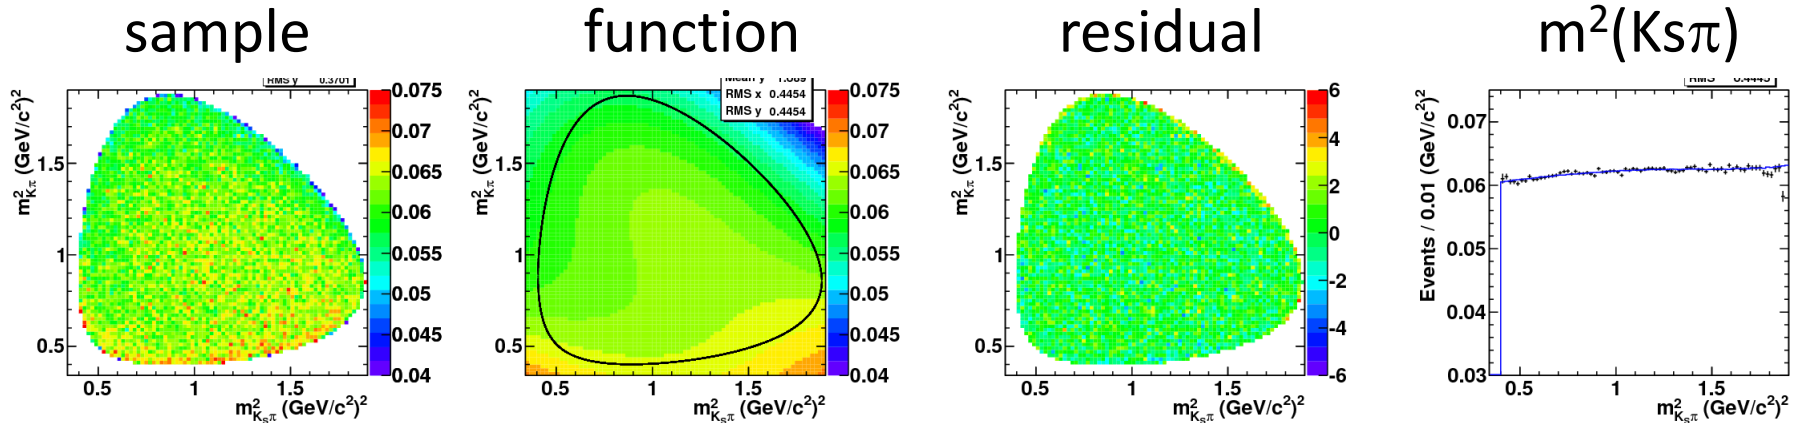 sample
function
residual
m²(Ksπ)
RMS y 0.3701
m²Kπ (GeV/c²)²
1.5
1
0.5
0.5 1 1.5
m²KSπ (GeV/c²)²
0.075
0.07
0.065
0.06
0.055
0.05
0.045
0.04
Mean y 1.089
RMS x 0.4454
RMS y 0.4454
m²Kπ (GeV/c²)²
1.5
1
0.5
0.5 1 1.5
m²KSπ (GeV/c²)²
0.075
0.07
0.065
0.06
0.055
0.05
0.045
0.04
m²Kπ (GeV/c²)²
1.5
1
0.5
0.5 1 1.5
m²KSπ (GeV/c²)²
6
4
2
0
-2
-4
-6
RMS 0.4445
Events / 0.01 (GeV/c²)²
0.07
0.06
0.05
0.04
0.03
0.5 1 1.5
m²KSπ (GeV/c²)²